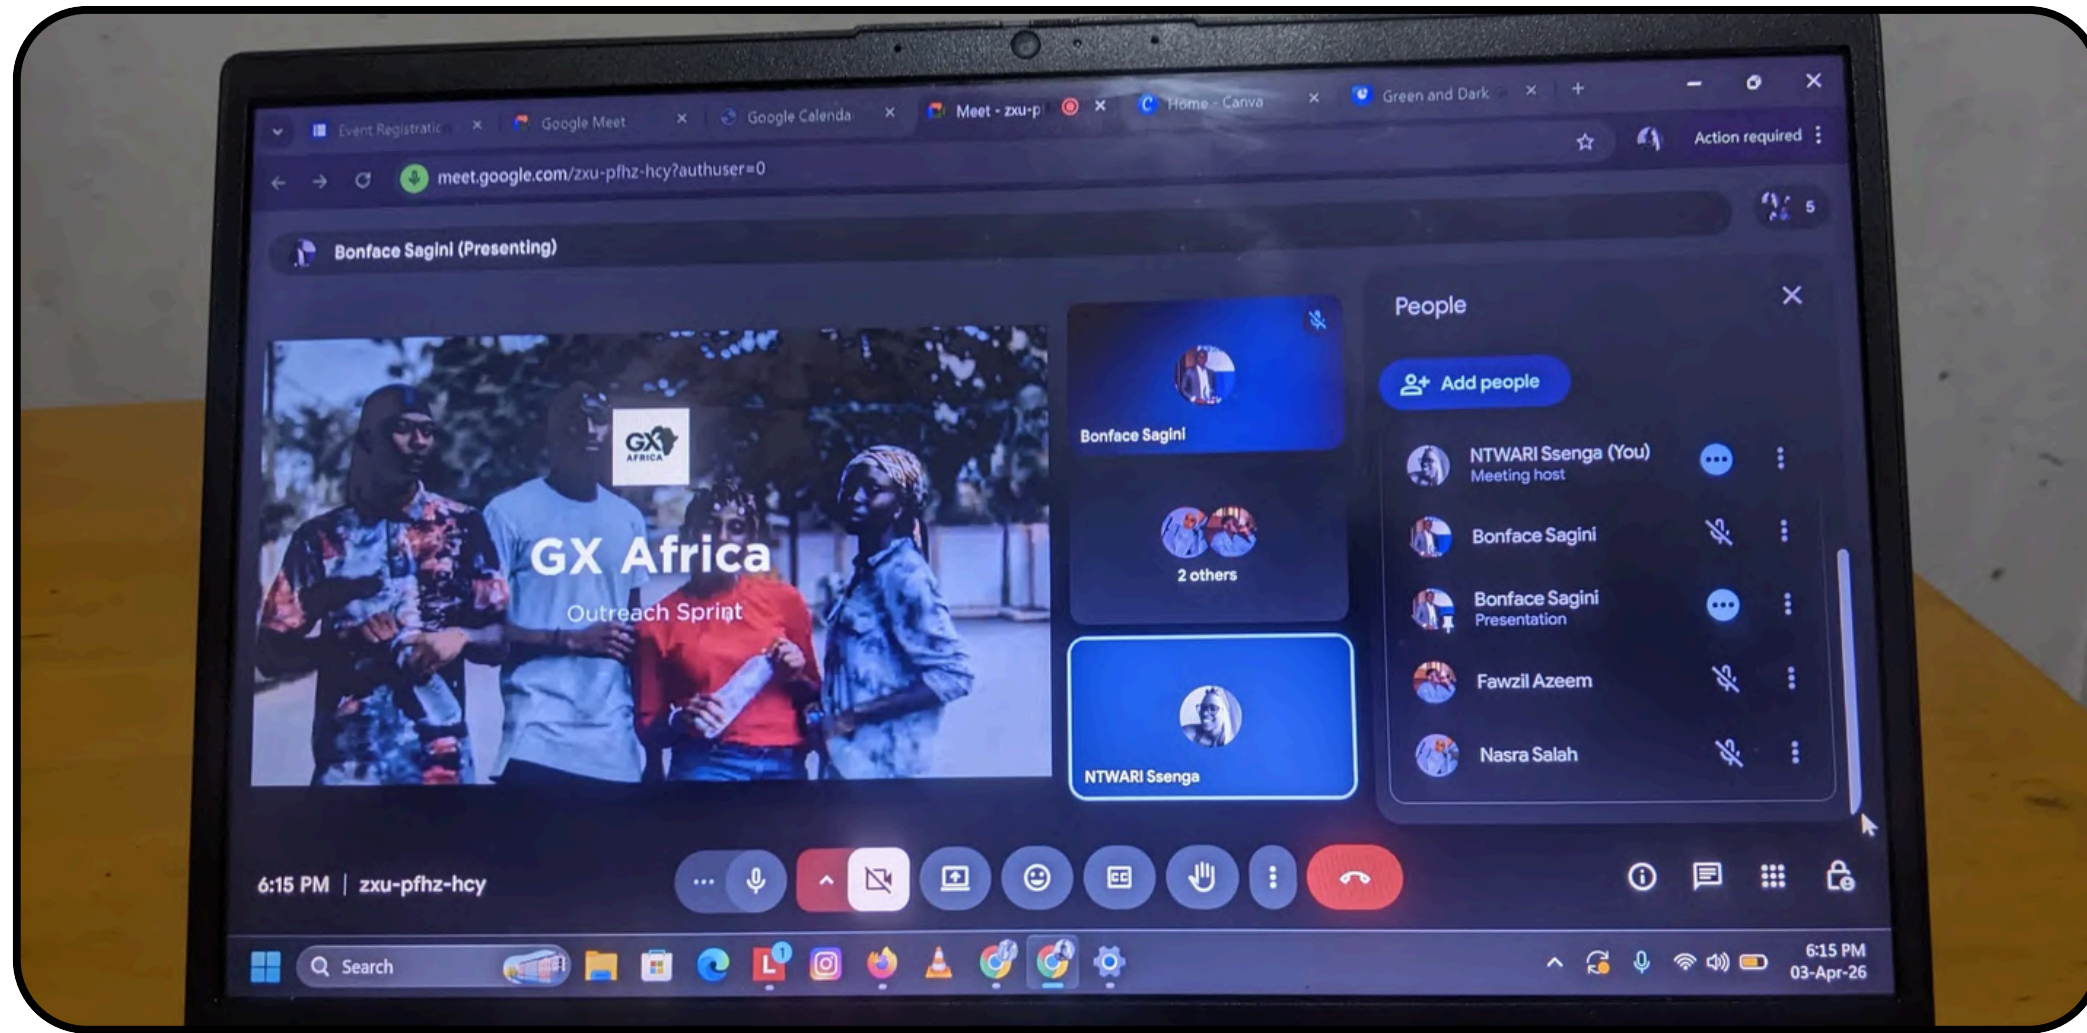 Event Registratic
Google Meet
Google Calenda
Meet - zxu-p
Home - Canva
Green and Dark
meet.google.com/zxu-pfhz-hcy?authuser=0
Action required
Bonface Sagini (Presenting)
5
GX
AFRICA
GX Africa
Outreach Sprint
Bonface Sagini
2 others
NTWARI Ssenga
People
Add people
NTWARI Ssenga (You)
Meeting host
Bonface Sagini
Bonface Sagini
Presentation
Fawzil Azeem
Nasra Salah
6:15 PM | zxu-pfhz-hcy
CC
Search
L
1
6:15 PM
03-Apr-26